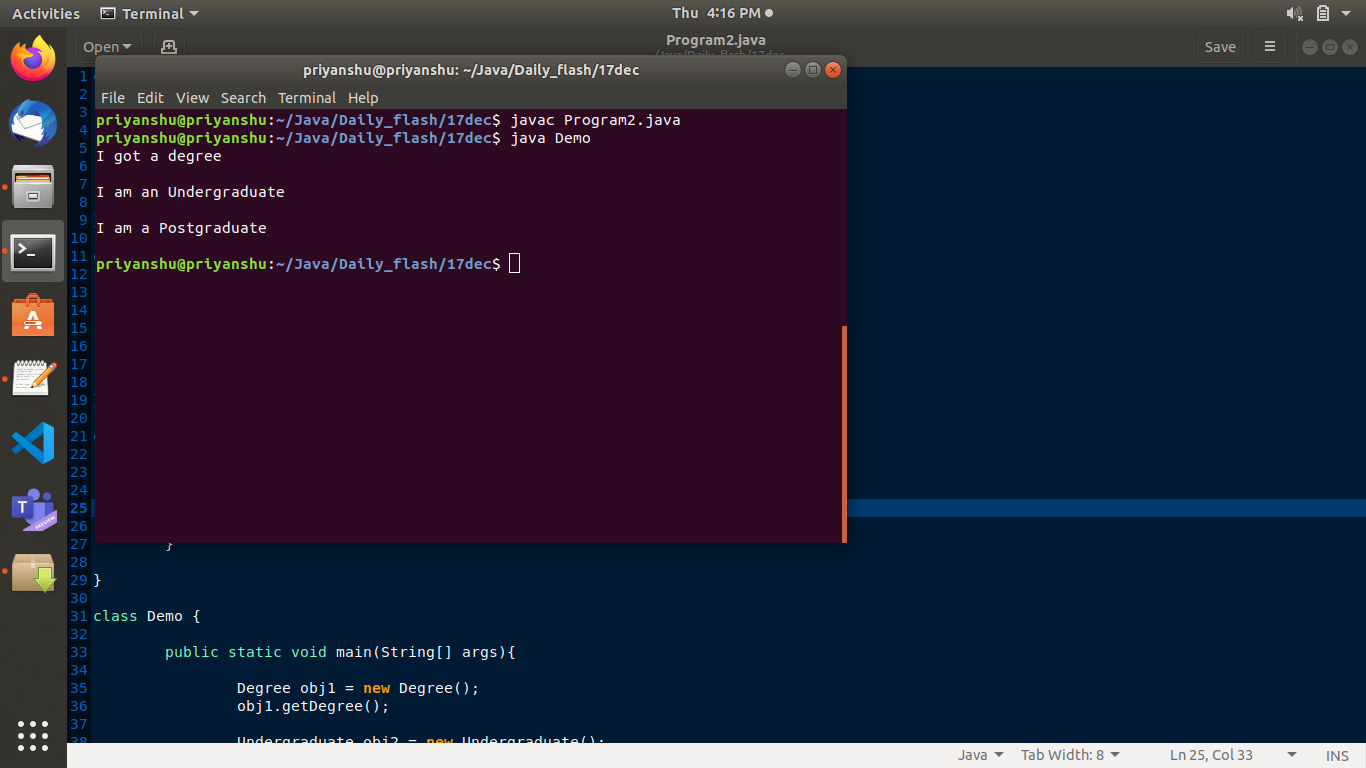 Activities Terminal Thu 4:16 PM
Open Program2.java Save
priyanshu@priyanshu: ~/Java/Daily_flash/17dec
File Edit View Search Terminal Help
priyanshu@priyanshu:~/Java/Daily_flash/17dec$ javac Program2.java
priyanshu@priyanshu:~/Java/Daily_flash/17dec$ java Demo
I got a degree
I am an Undergraduate
I am a Postgraduate
priyanshu@priyanshu:~/Java/Daily_flash/17dec$
1
2
3
4
5
6
7
8
9
10
11
12
13
14
15
16
17
18
19
20
21
22
23
24
25
26
27 }
28
29 }
30
31 class Demo {
32
33 public static void main(String[] args){
34
35 Degree obj1 = new Degree();
36 obj1.getDegree();
37
38 Undergraduate obj2 = new Undergraduate();
Java Tab Width: 8 Ln 25, Col 33 INS